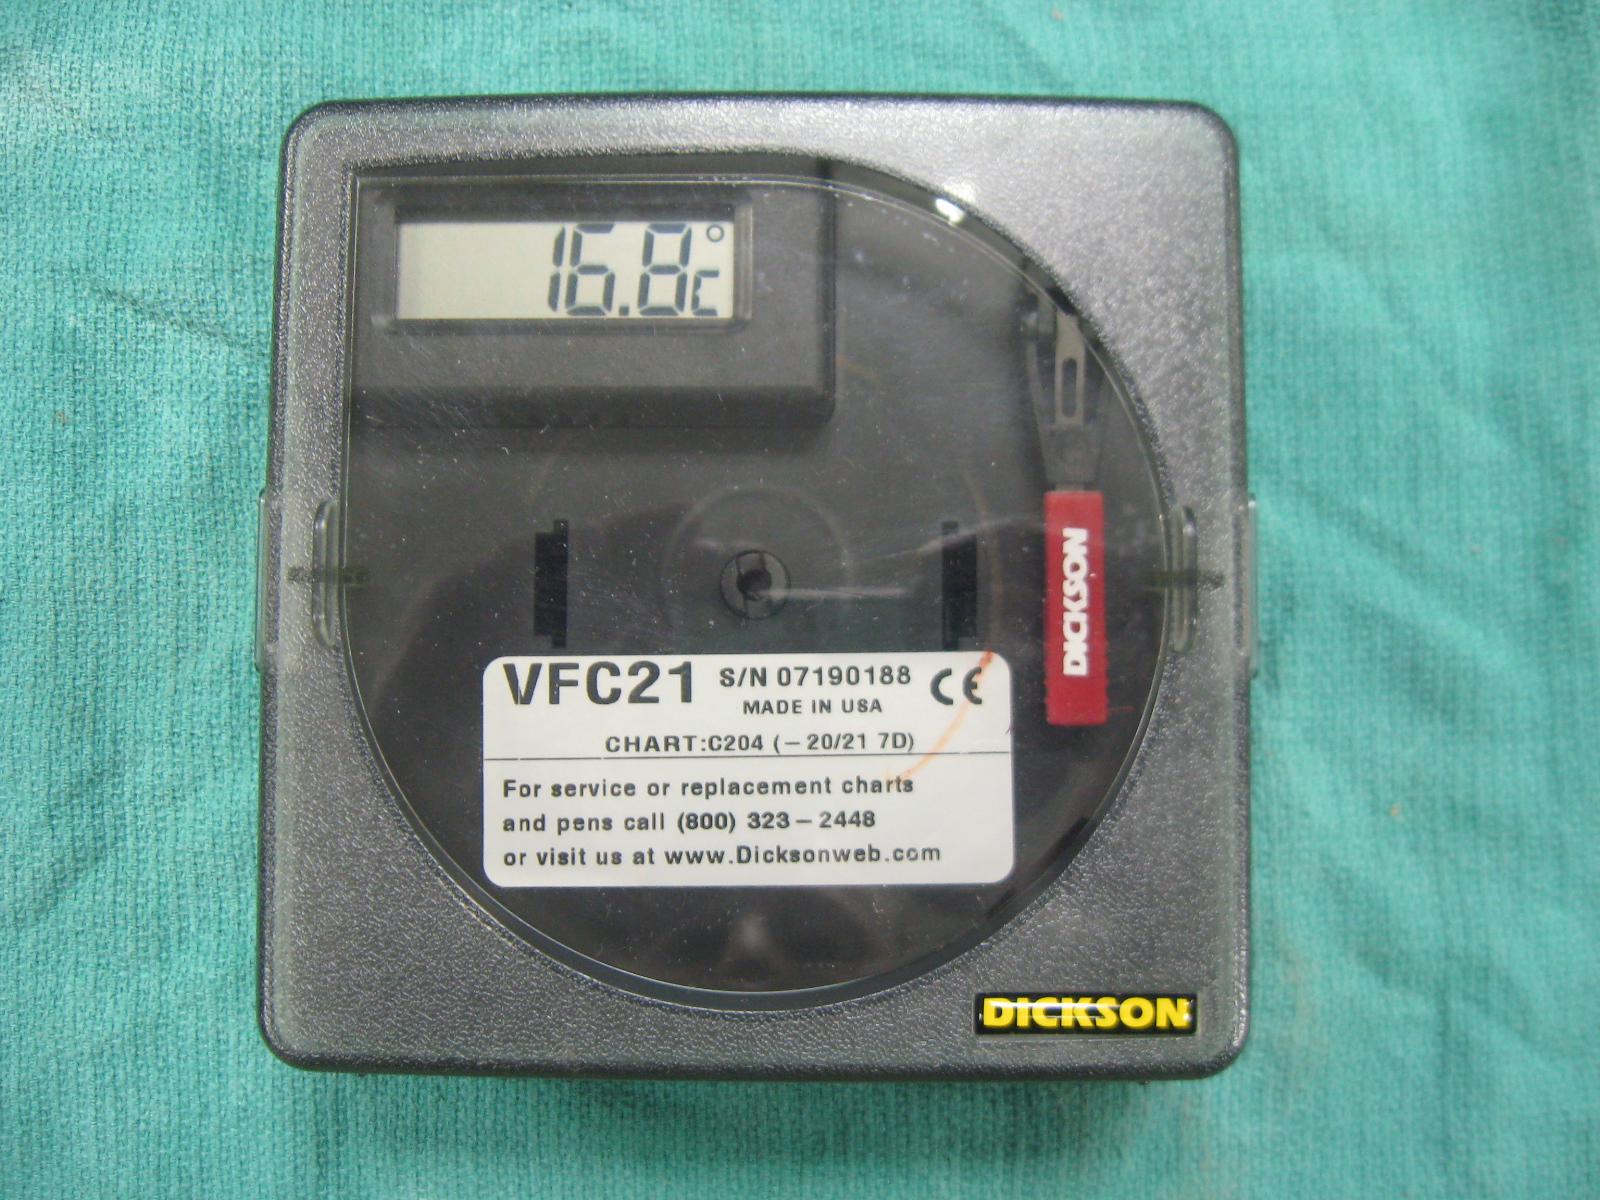 16.8°C
DICKSON
VFC21 S/N 07190188 CE
MADE IN USA
CHART:C204 (-20/21 7D)
For service or replacement charts
and pens call (800) 323-2448
or visit us at www.Dicksonweb.com
DICKSON